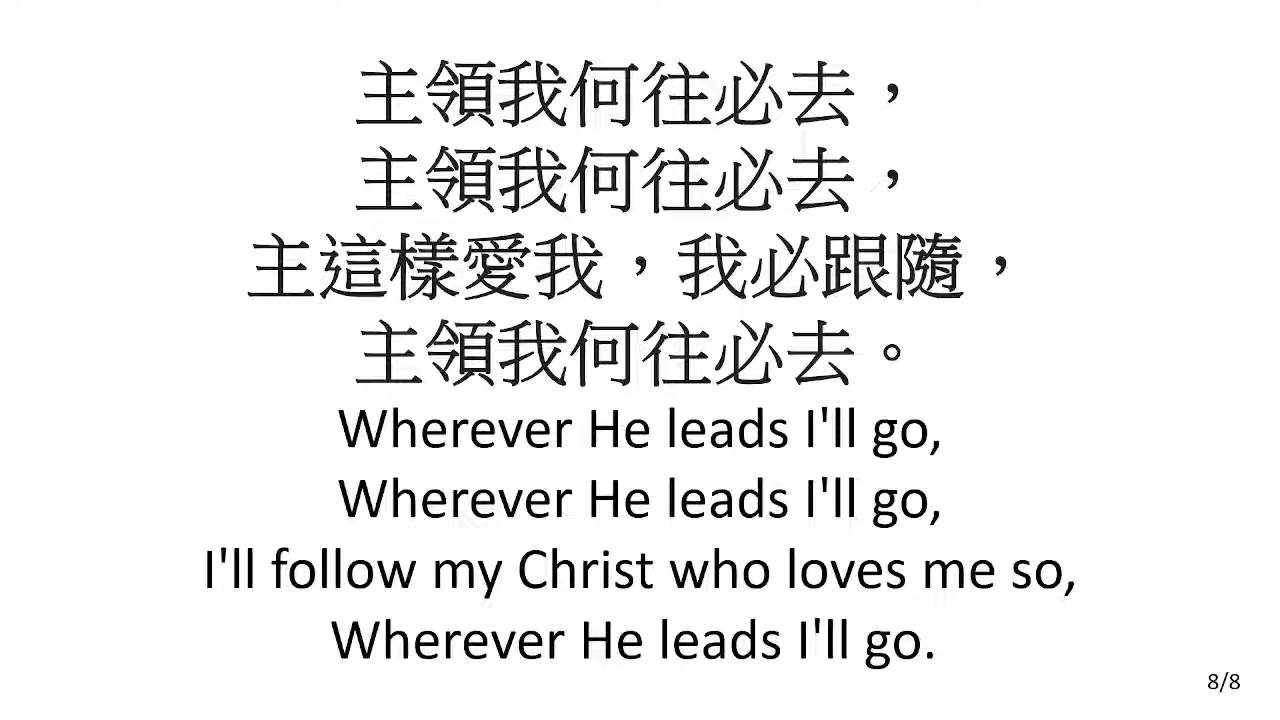 主領我何往必去，
主領我何往必去，
主這樣愛我，我必跟隨，
主領我何往必去。
Wherever He leads I'll go,
Wherever He leads I'll go,
I'll follow my Christ who loves me so,
Wherever He leads I'll go.
8/8